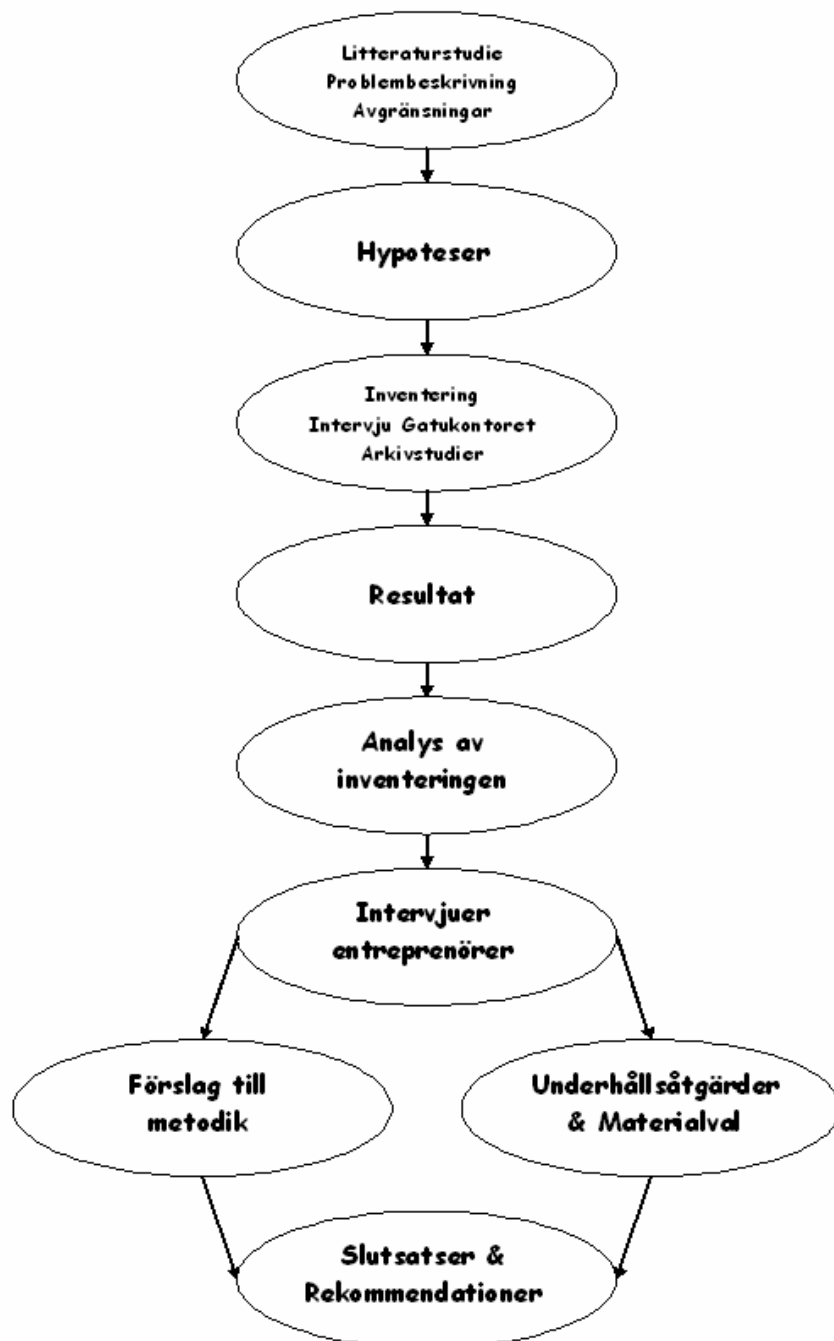 Litteraturstudie
Problembeskrivning
Avgränsningar
Hypoteser
Inventering
Intervju Gatukontoret
Arkivstudier
Resultat
Analys av
inventeringen
Intervjuer
entreprenörer
Förslag till
metodik
Underhållsåtgärder
& Materialval
Slutsatser &
Rekommendationer